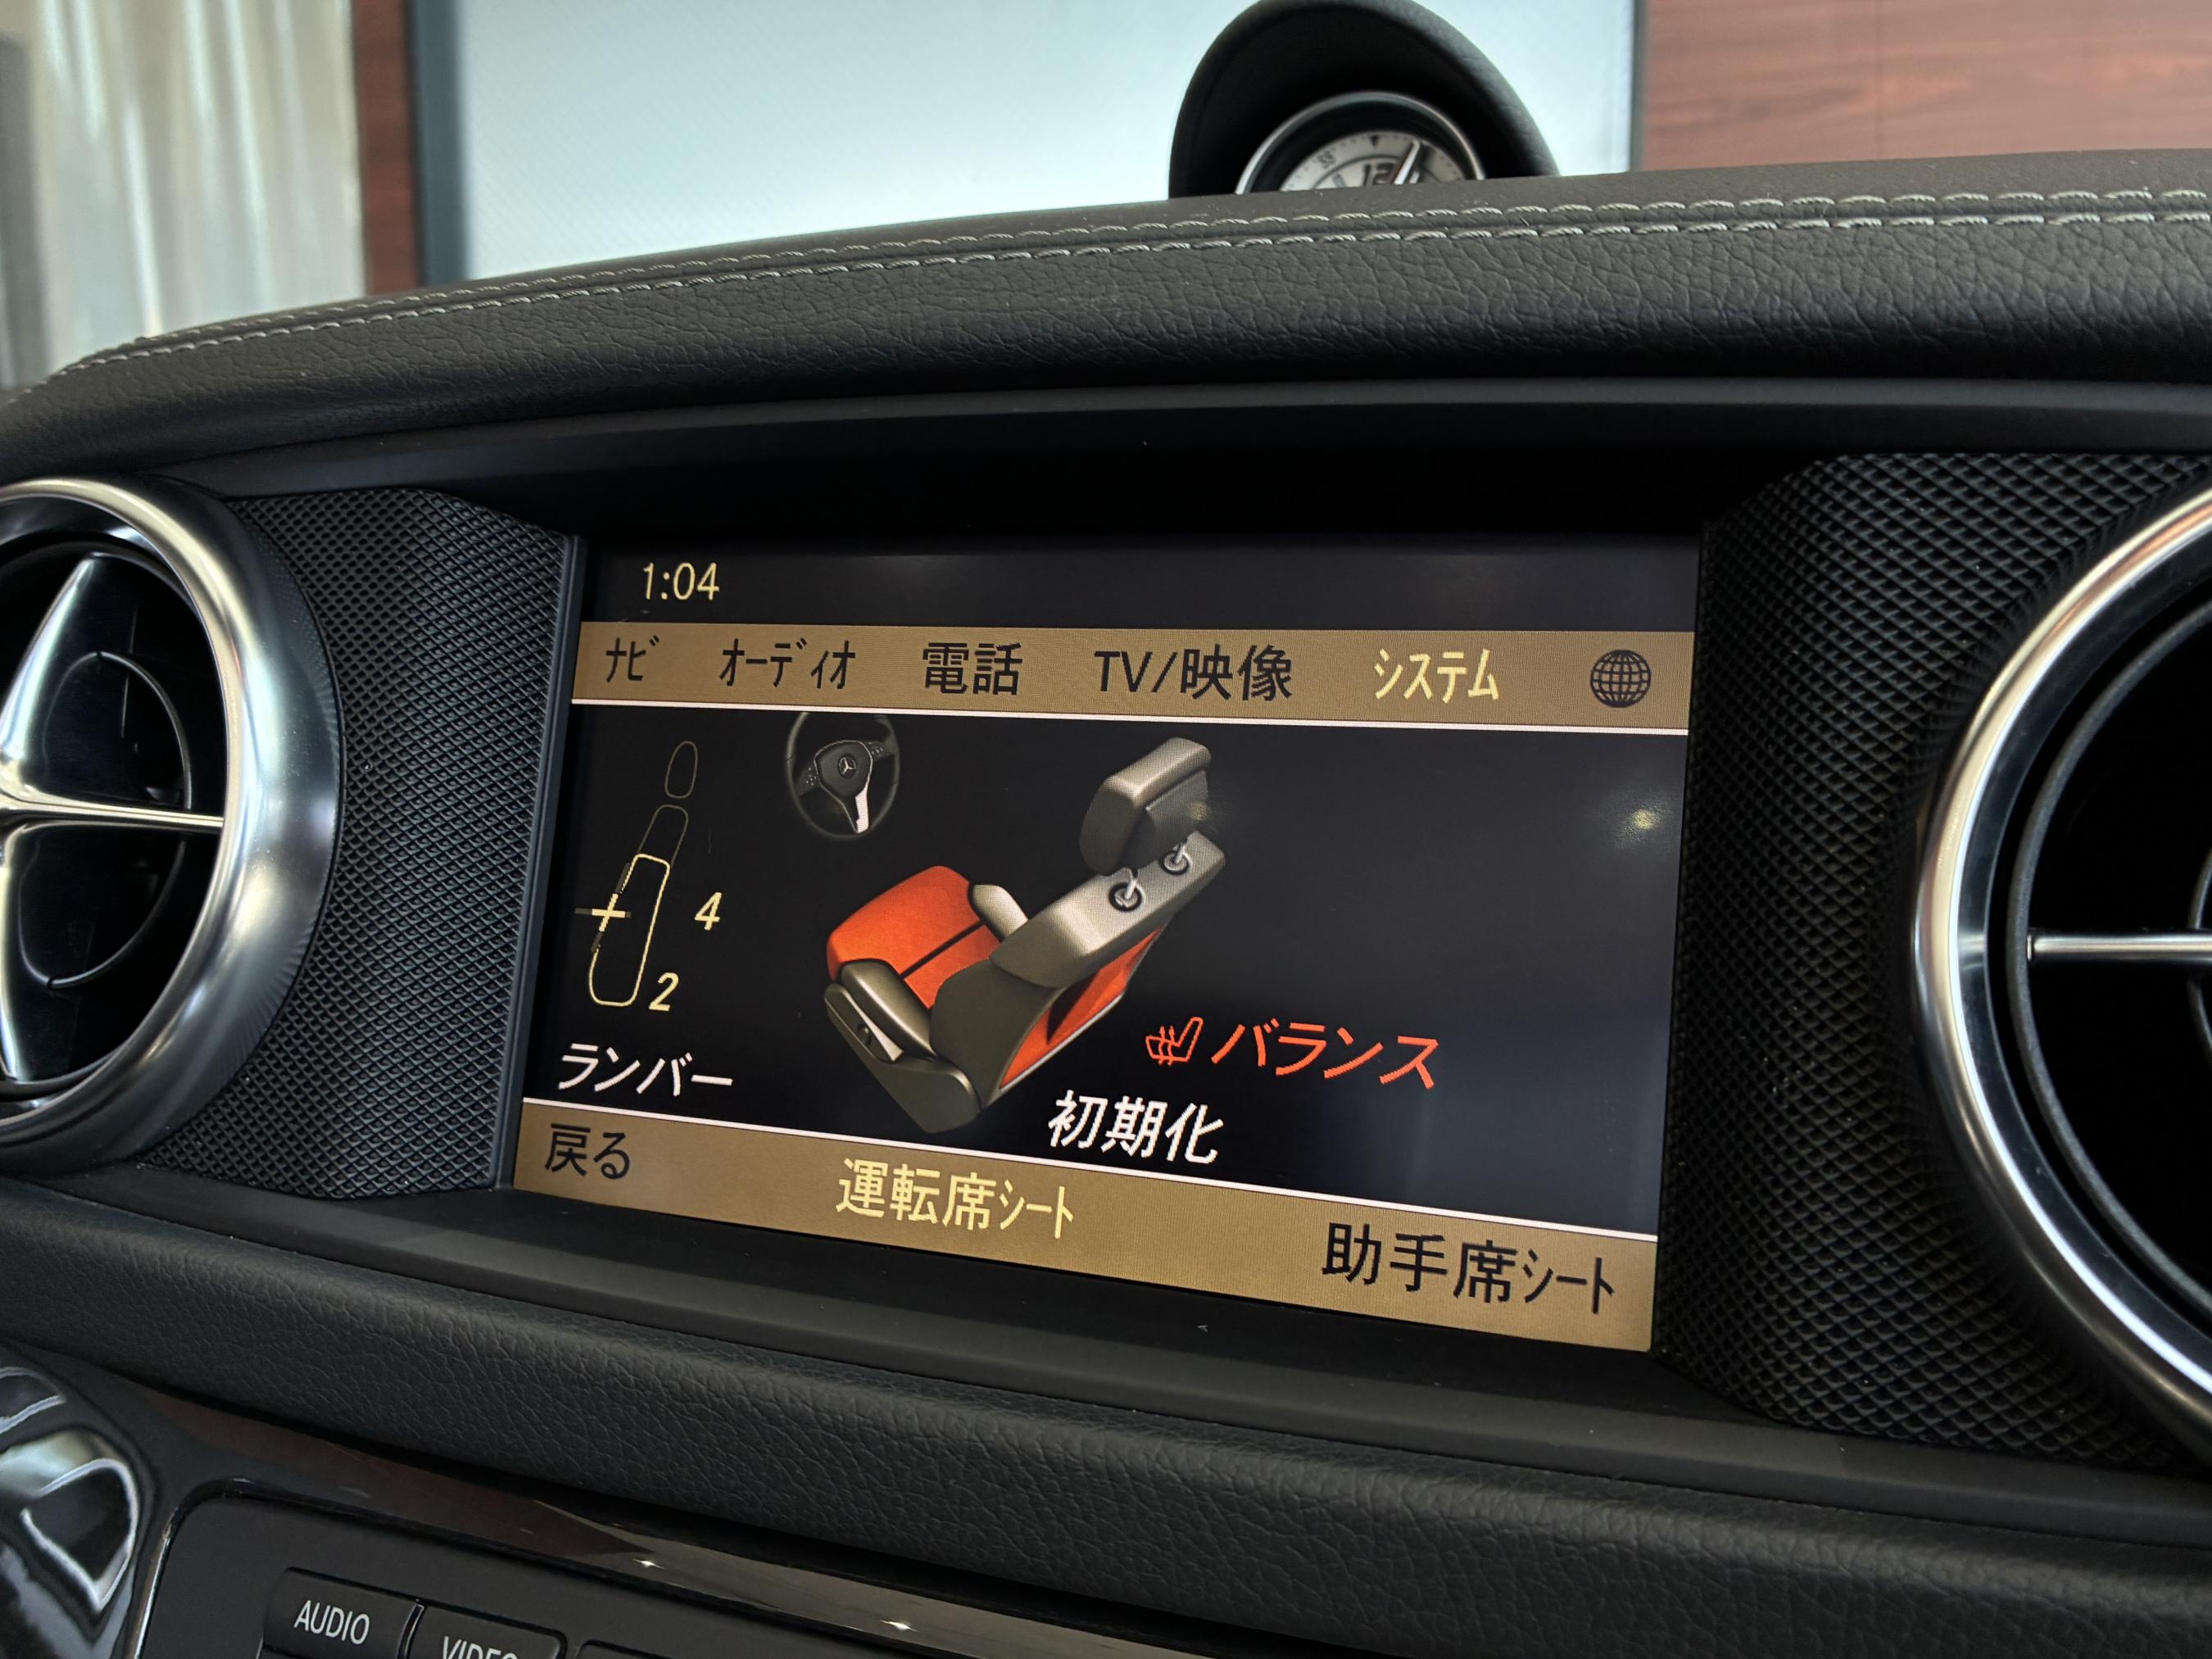 12
1:04
ﾅﾋﾞ ｵｰﾃﾞｨｵ 電話 TV/映像 ｼｽﾃﾑ
4
2
ランバー
バランス
初期化
戻る 運転席ｼｰﾄ 助手席ｼｰﾄ
AUDIO VIDEO